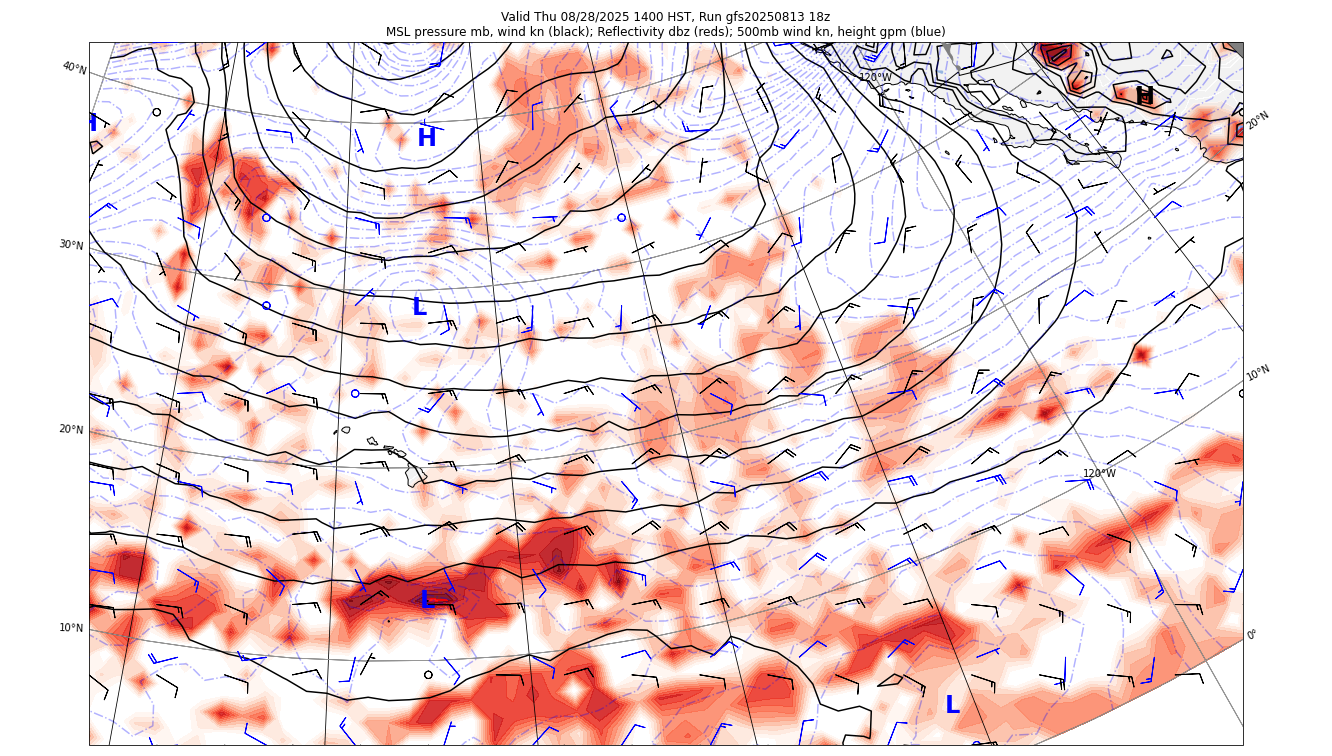 Valid Thu 08/28/2025 1400 HST, Run gfs20250813 18z
MSL pressure mb, wind kn (black); Reflectivity dbz (reds); 500mb wind kn, height gpm (blue)
40°N
120°W
H
20°N
H
H
30°N
L
10°N
20°N
120°W
L
10°N
0°
L